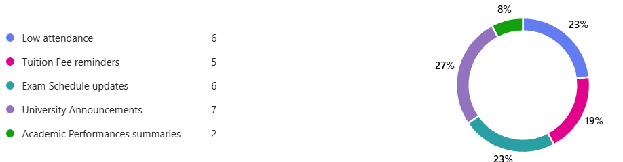 Low attendance 6
Tuition Fee reminders 5
Exam Schedule updates 6
University Announcements 7
Academic Performances summaries 2
8%
23%
27%
19%
23%